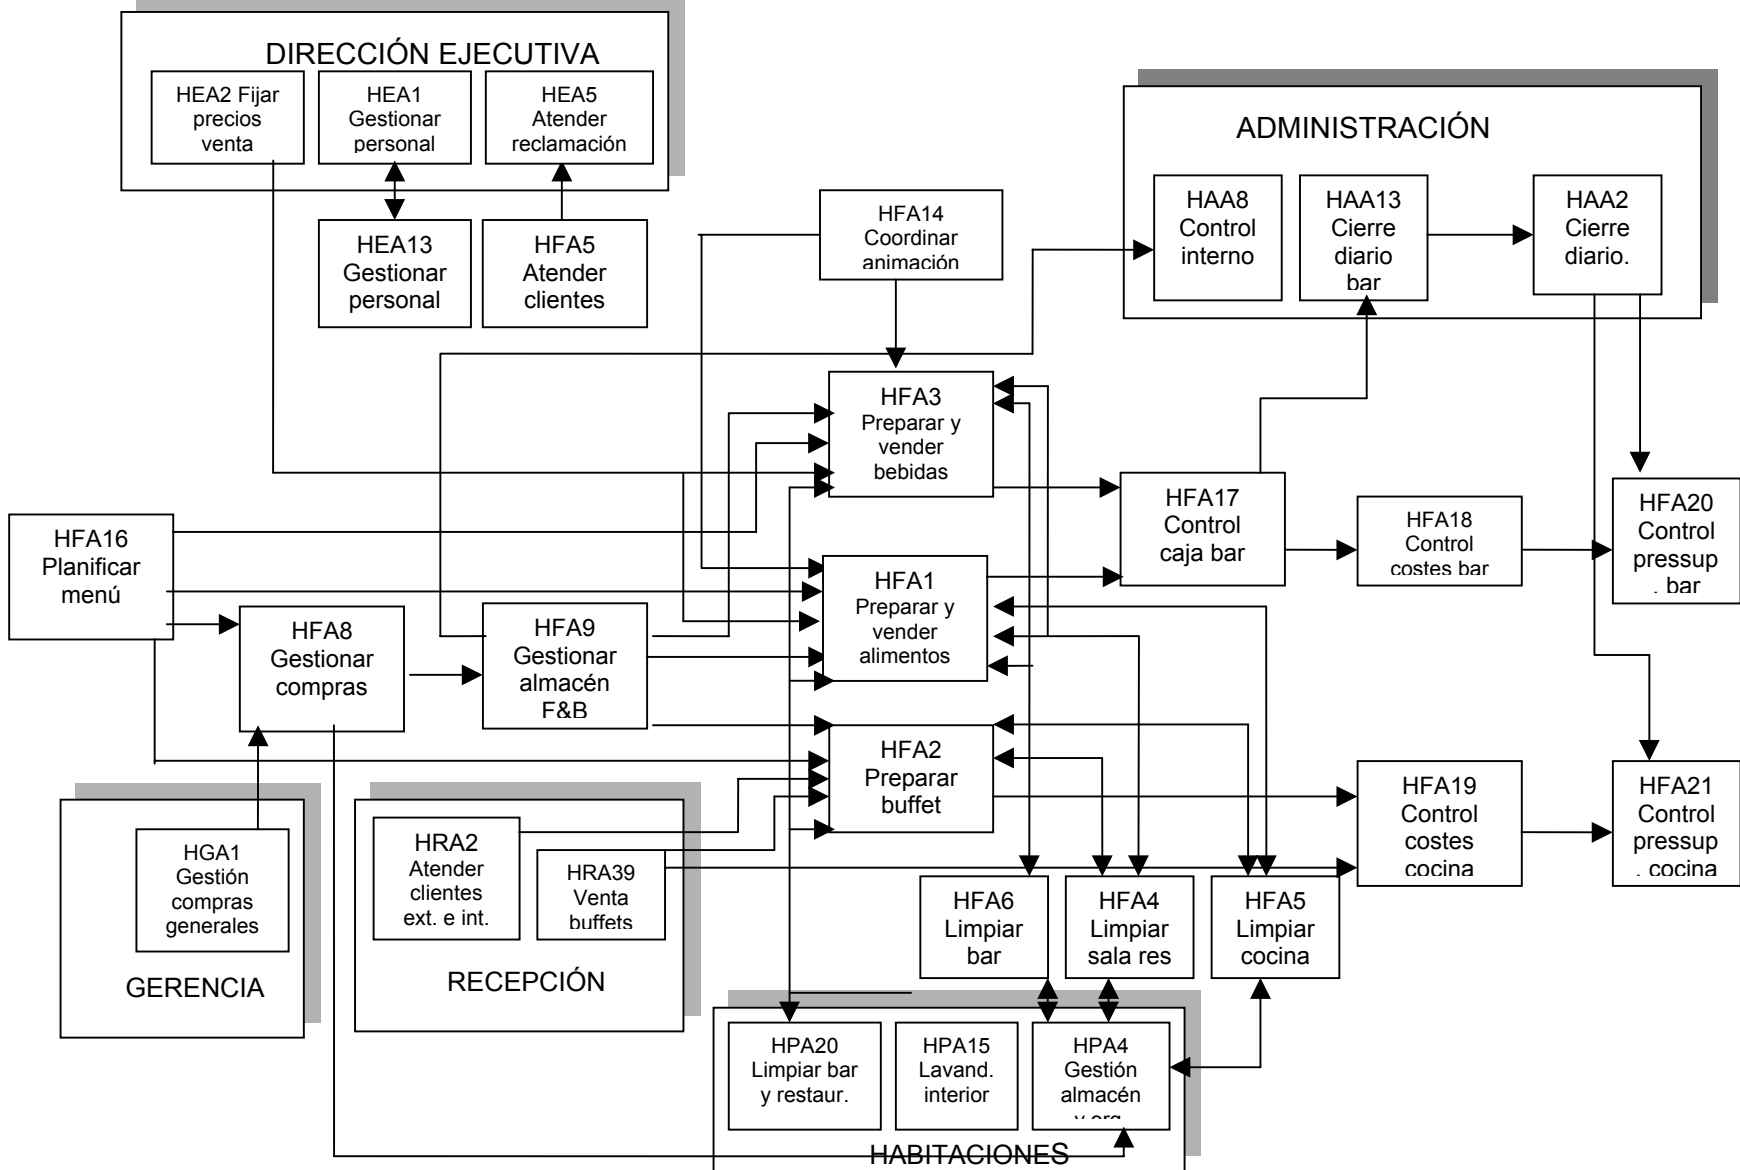 DIRECCIÓN EJECUTIVA
HEA2 Fijar
precios
venta
HEA1
Gestionar
personal
HEA5
Atender
reclamación
HEA13
Gestionar
personal
HFA5
Atender
clientes
HFA14
Coordinar
animación
ADMINISTRACIÓN
HAA8
Control
interno
HAA13
Cierre
diario
bar
HAA2
Cierre
diario.
HFA3
Preparar y
vender
bebidas
HFA16
Planificar
menú
HFA17
Control
caja bar
HFA18
Control
costes bar
HFA20
Control
pressup
. bar
HFA1
Preparar y
vender
alimentos
HFA8
Gestionar
compras
HFA9
Gestionar
almacén
F&B
HFA2
Preparar
buffet
HFA19
Control
costes
cocina
HFA21
Control
pressup
. cocina
HGA1
Gestión
compras
generales
GERENCIA
HRA2
Atender
clientes
ext. e int.
HRA39
Venta
buffets
RECEPCIÓN
HFA6
Limpiar
bar
HFA4
Limpiar
sala res
HFA5
Limpiar
cocina
HPA20
Limpiar bar
y restaur.
HPA15
Lavand.
interior
HPA4
Gestión
almacén
y org
HABITACIONES